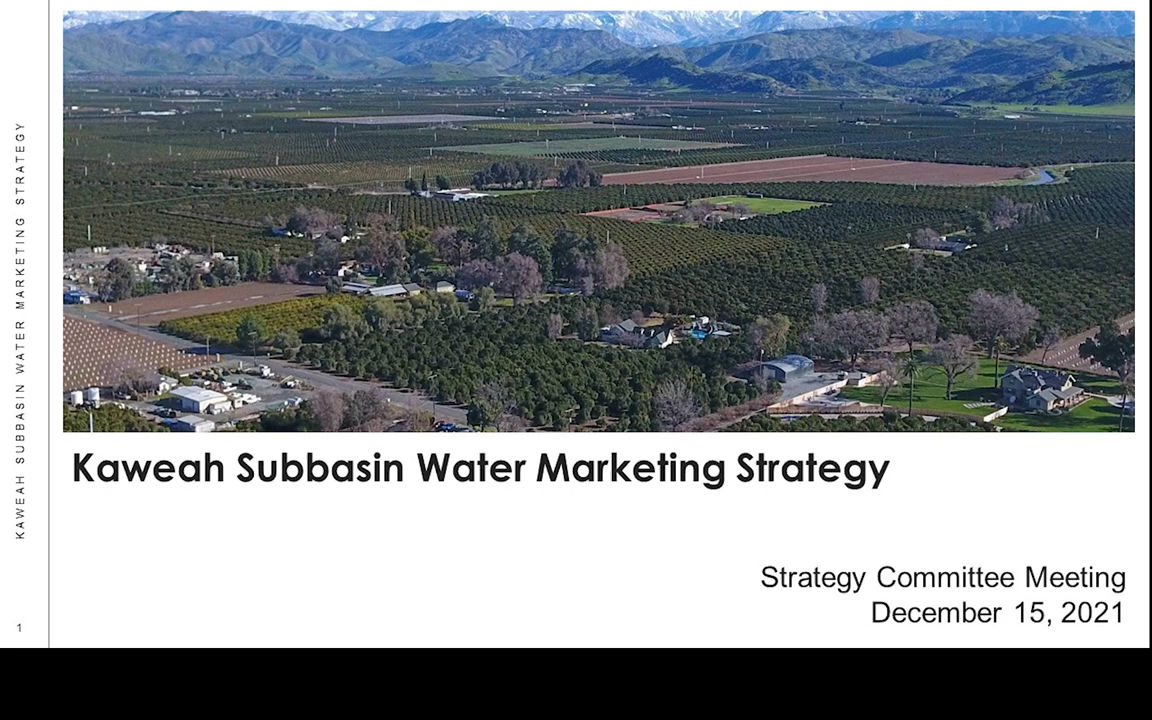 KAWEAH SUBBASIN WATER MARKETING STRATEGY
Kaweah Subbasin Water Marketing Strategy
Strategy Committee Meeting
December 15, 2021
1